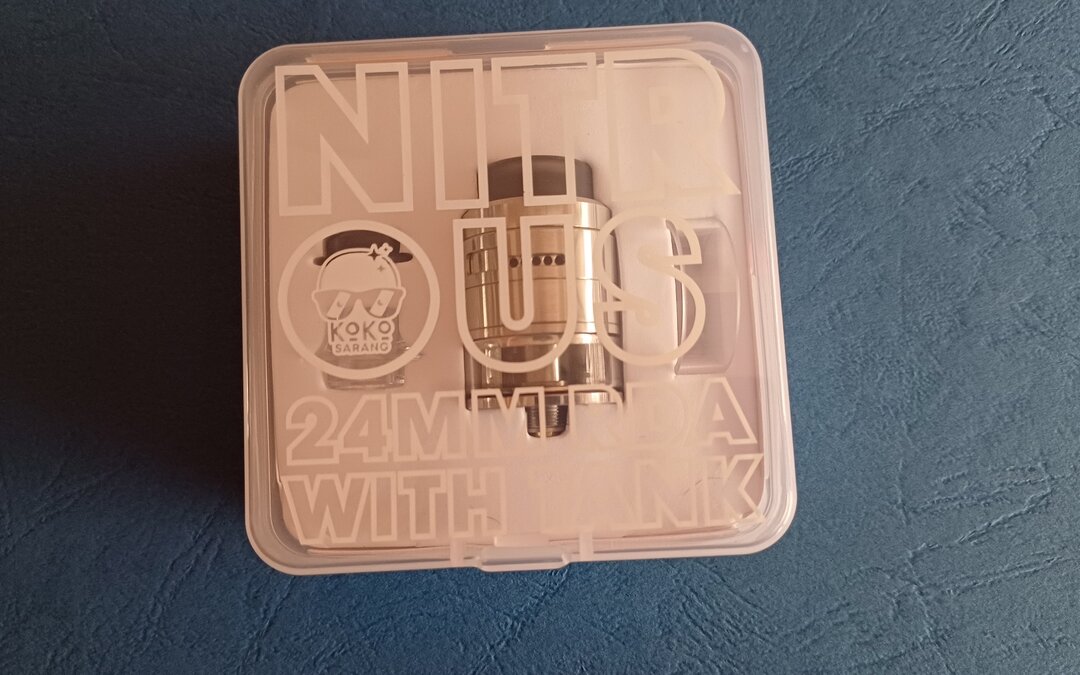 NITR
OUS
KOKO
SARANG
24MM RDA
WITH TANK